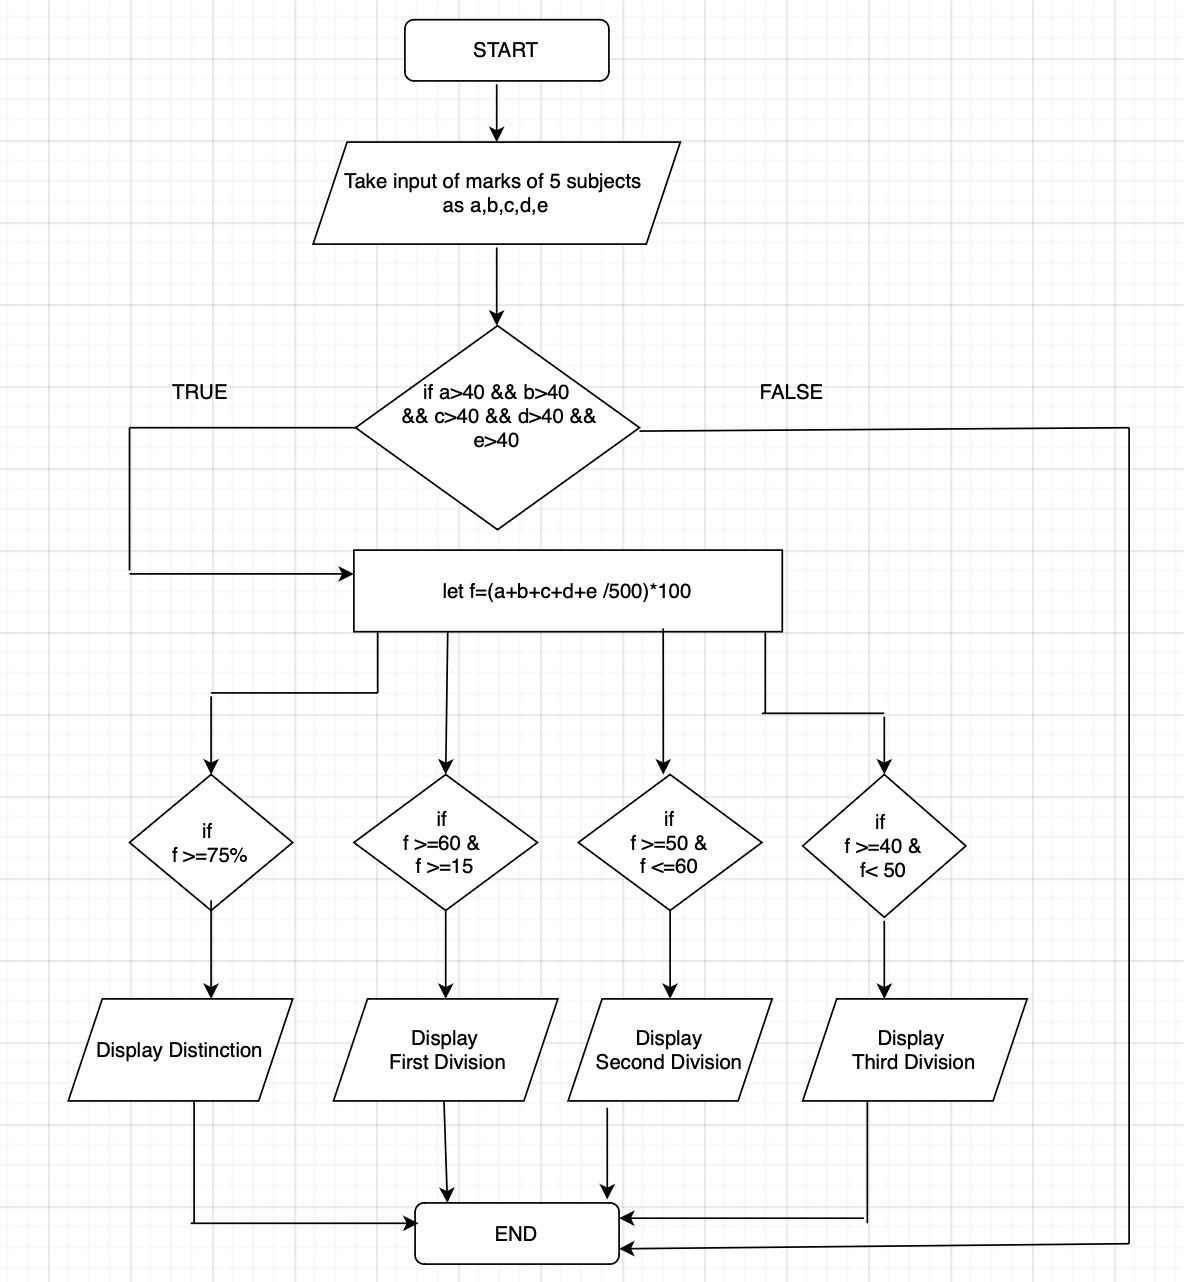 START
Take input of marks of 5 subjects
as a,b,c,d,e
if a>40 && b>40
&& c>40 && d>40 &&
e>40
TRUE
FALSE
let f=(a+b+c+d+e /500)*100
if
f >=75%
if
f >=60 &
f >=15
if
f >=50 &
f <=60
if
f >=40 &
f< 50
Display Distinction
Display
First Division
Display
Second Division
Display
Third Division
END